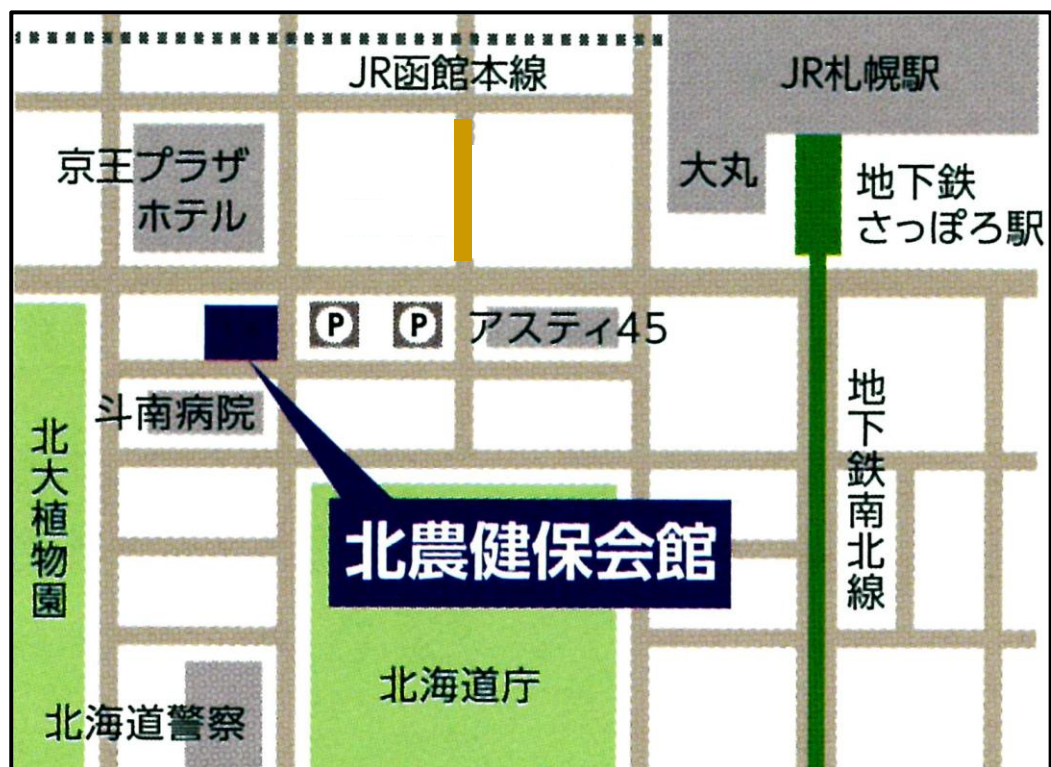 JR函館本線
JR札幌駅
京王プラザ
ホテル
大丸
地下鉄
さっぽろ駅
P
P
アスティ45
斗南病院
北大植物園
地下鉄南北線
北農健保会館
北海道庁
北海道警察